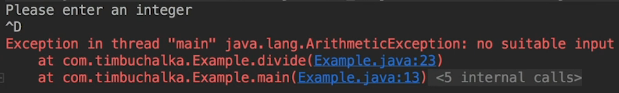 Please enter an integer
^D
Exception in thread "main" java.lang.ArithmeticException: no suitable input
at com.timbuchalka.Example.divide(Example.java:23)
at com.timbuchalka.Example.main(Example.java:13) <5 internal calls>